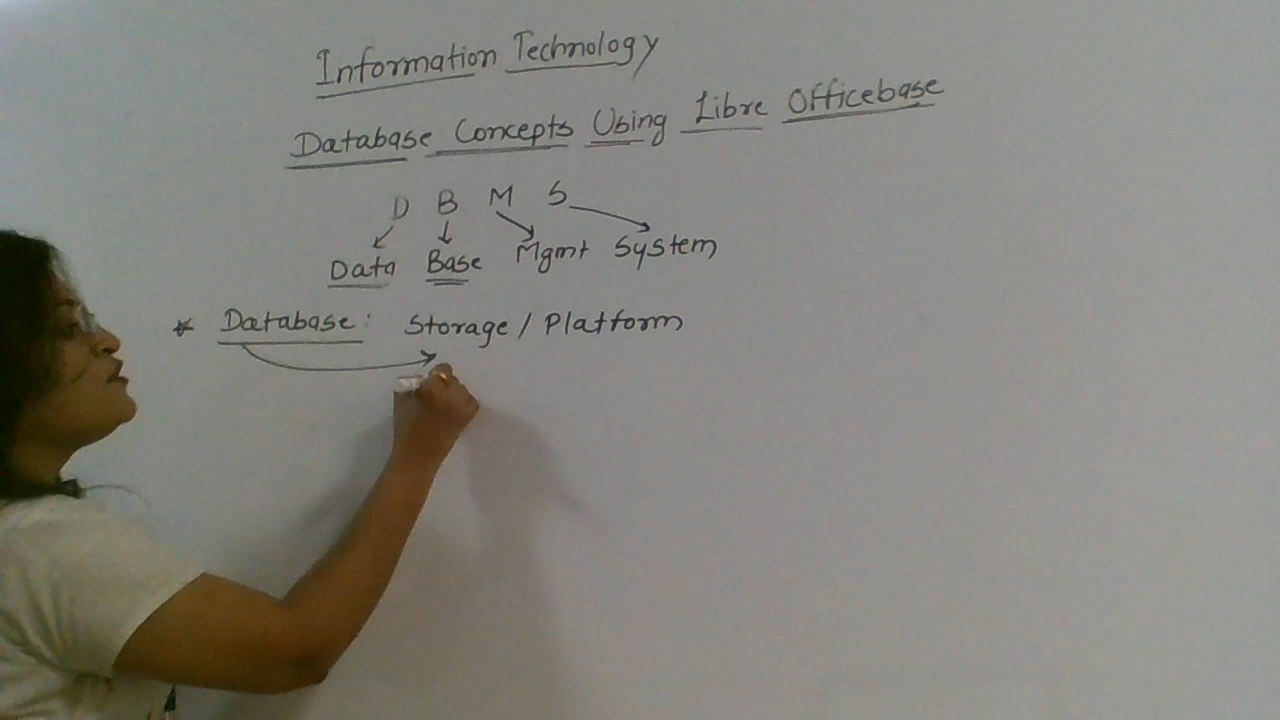 Information Technology
Database Concepts Using Libre Officebase
D B M S
Data Base Mgmt System
* Database: Storage / Platform